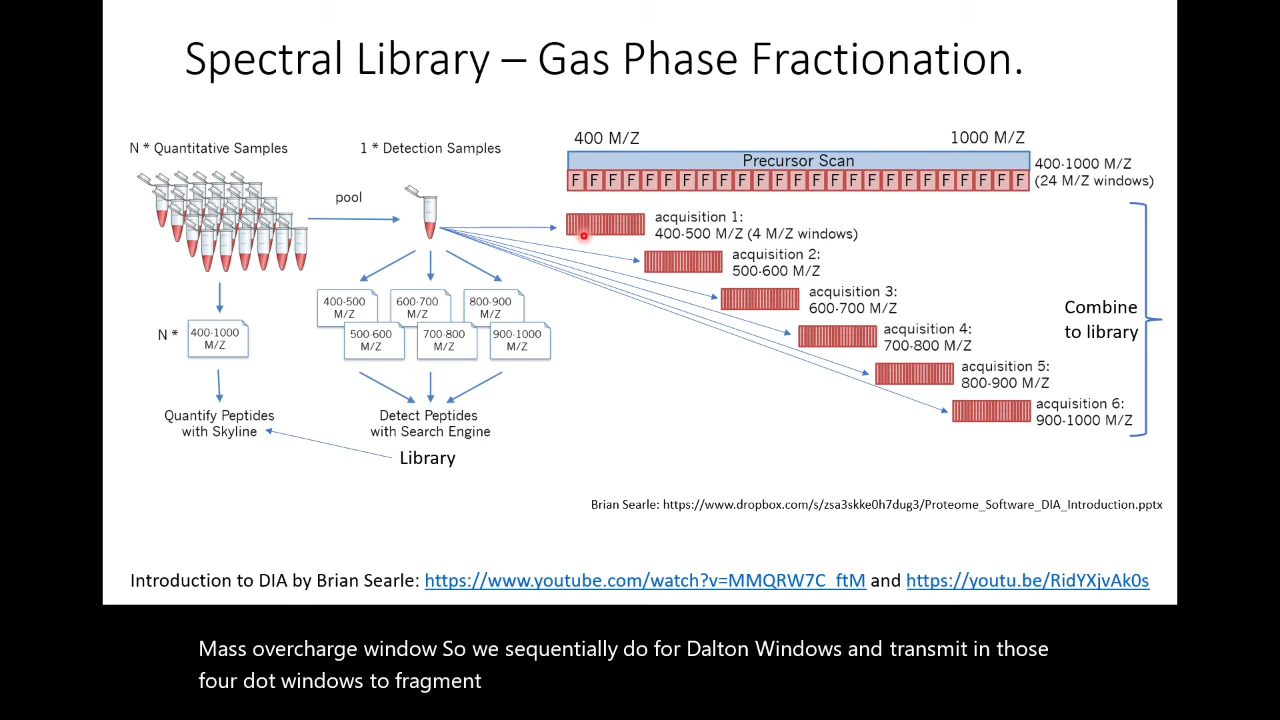 Spectral Library – Gas Phase Fractionation.
N * Quantitative Samples
1 * Detection Samples
pool
400-1000
M/Z
N *
Quantify Peptides
with Skyline
400-500
M/Z
600-700
M/Z
800-900
M/Z
500-600
M/Z
700-800
M/Z
900-1000
M/Z
Detect Peptides
with Search Engine
Library
400 M/Z
1000 M/Z
Precursor Scan
F F F F F F F F F F F F F F F F F F F F F F F F F
400-1000 M/Z
(24 M/Z windows)
acquisition 1:
400-500 M/Z (4 M/Z windows)
acquisition 2:
500-600 M/Z
acquisition 3:
600-700 M/Z
acquisition 4:
700-800 M/Z
acquisition 5:
800-900 M/Z
acquisition 6:
900-1000 M/Z
Combine
to library
Brian Searle: https://www.dropbox.com/s/zsa3skke0h7dug3/Proteome_Software_DIA_Introduction.pptx
Introduction to DIA by Brian Searle: https://www.youtube.com/watch?v=MMQRW7C_ftM and https://youtu.be/RidYXjvAk0s
Mass overcharge window So we sequentially do for Dalton Windows and transmit in those
four dot windows to fragment